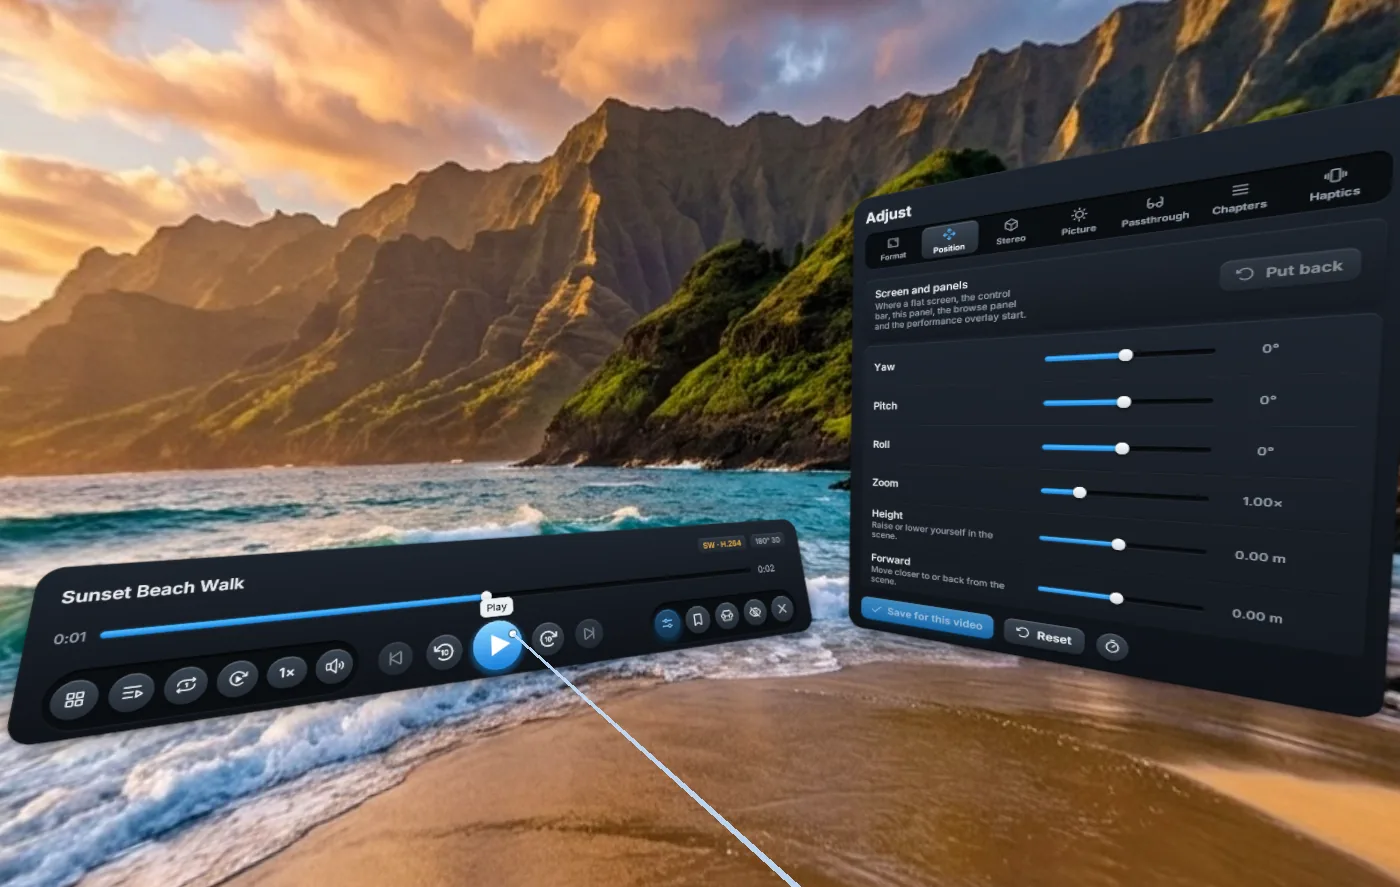 Adjust
Format
Position
Stereo
Picture
Passthrough
Chapters
Haptics
Screen and panels
Where a flat screen, the control
bar, this panel, the browse panel
and the performance overlay start.
Put back
Yaw
0°
Pitch
0°
Roll
0°
Zoom
1.00×
Height
Raise or lower yourself in the
scene.
0.00 m
Forward
Move closer to or back from the
scene.
0.00 m
Save for this video
Reset
Sunset Beach Walk
SW · H.264
180° 3D
0:01
0:02
Play
1
1x
10
10